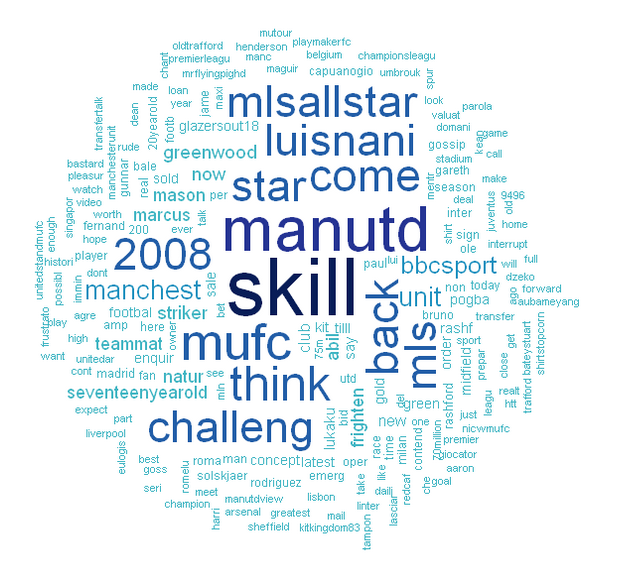 mutour
oldtrafford henderson playmakerfc
premierleagu manc belgium championsleagu
chant mrflyingpighd maguir capuanogio umbrouk spur
made loan maxi mlsallstar look parola
transfertalk dean 20yearold year jame valuat domani
manchesterunit rude footb glazersout18 luisnani gossip keap game
bastard gunnar bale greenwood come stadium call
pleasur real sold now star mentr gareth make
watch video mason per season juventus 9496
singapor worth fernand marcus talk manutd shirt deal inter old home
united­standmufc enough hope 200 ever sign ole interrupt
histori player 2008 skill paul lui bbcsport will full
possibl immin dont manchest sale back unit non today dzeko forward
frustrato agre footbal striker bet mls pogba ago aubameyang
play amp here owner mufc club kit tilll bruno transfer
high teammat 75m abil say rashf sport get bateystuart shirtstopcorn
want unitedar enquir order midfield prepar close
cont madrid fan natur see think utd gold del green rashford leagu realt trafford
expect seventeenyearold mln bid frighten htt
part challeng lukaku new one just nicwmufc
liverpool eulogis best roma man concept latest oper race time milan contend 70million premier giocator
goss romelu solskjaer rodriguez emerg take like aaron
seri meet manutdview lisbon daili redcaf che goal
champion harri arsenal greatest mail linter lasciar
sheffield kitkingdom83 tampon